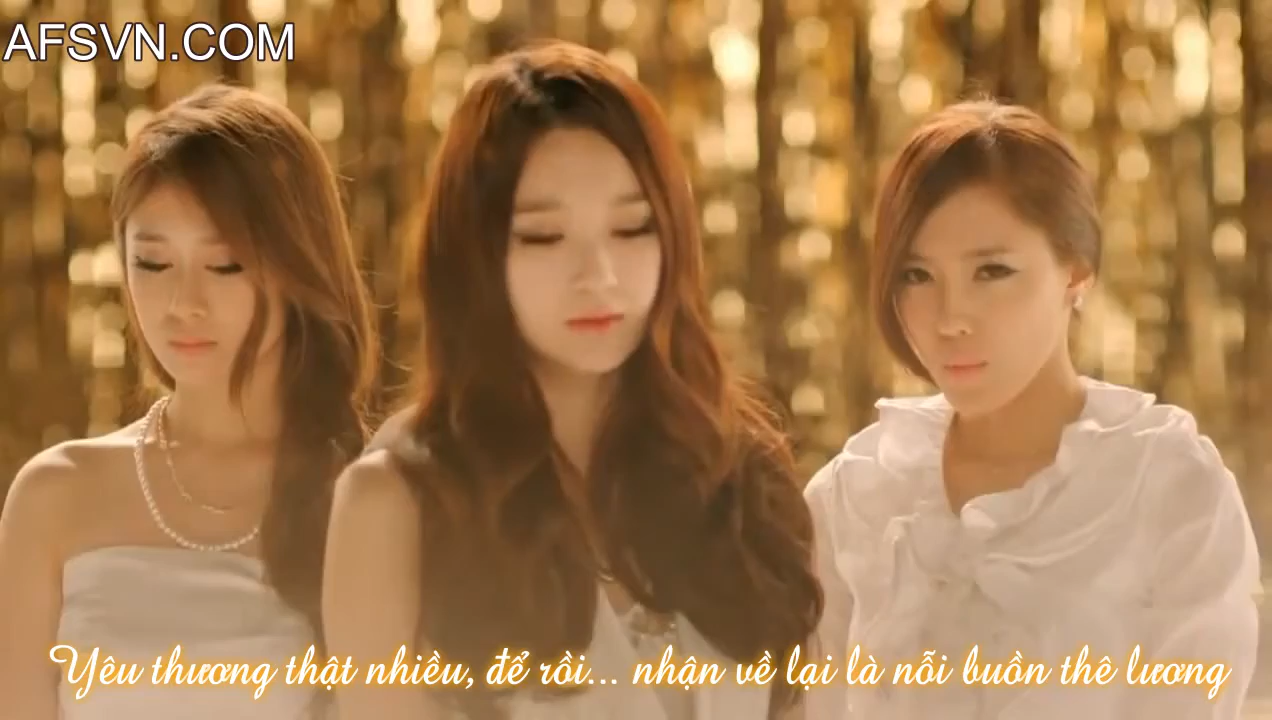 AFSVN.COM
Yêu thương thật nhiều, để rồi... nhận về lại là nỗi buồn thê lương